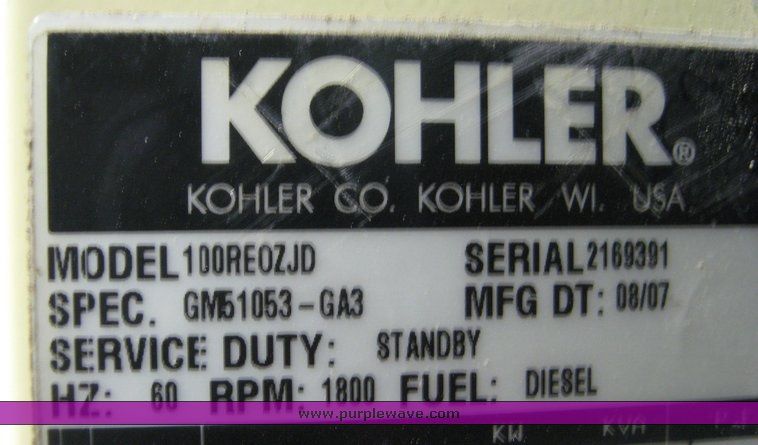 KOHLER®
KOHLER CO. KOHLER WI. USA
MODEL 100REOZJD SERIAL 2169391
SPEC. GM51053-GA3 MFG DT: 08/07
SERVICE DUTY: STANDBY
HZ: 60 RPM: 1800 FUEL: DIESEL
www.purplewave.com
KW KVA